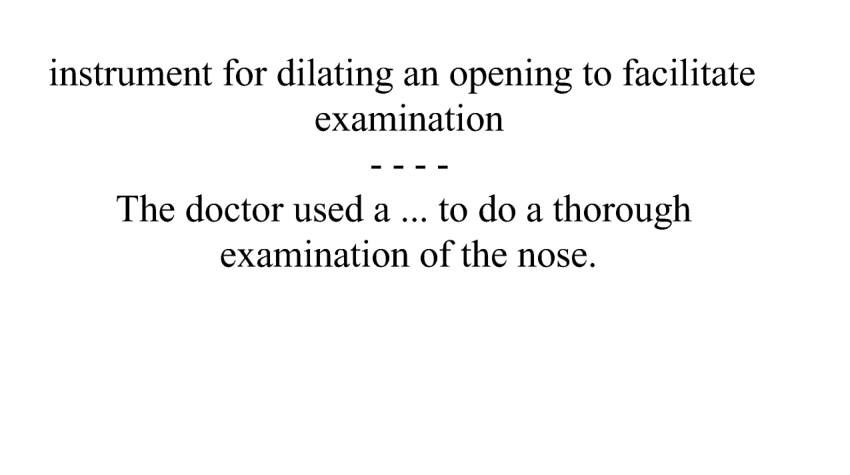 instrument for dilating an opening to facilitate
examination
- - - -
The doctor used a ... to do a thorough
examination of the nose.